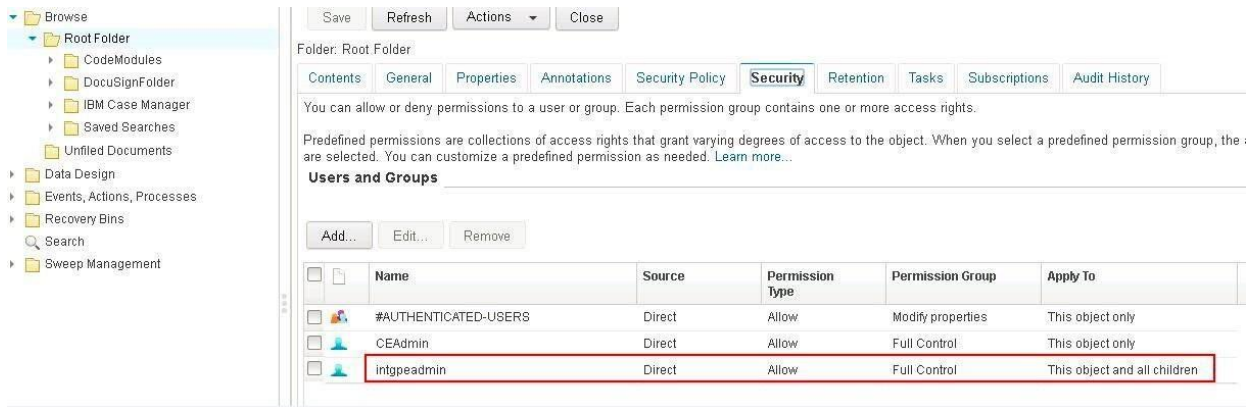 Browse
Root Folder
CodeModules
DocuSignFolder
IBM Case Manager
Saved Searches
Unfiled Documents
Data Design
Events, Actions, Processes
Recovery Bins
Search
Sweep Management
Save Refresh Actions Close
Folder: Root Folder
Contents General Properties Annotations Security Policy Security Retention Tasks Subscriptions Audit History
You can allow or deny permissions to a user or group. Each permission group contains one or more access rights.
Predefined permissions are collections of access rights that grant varying degrees of access to the object. When you select a predefined permission group, the
are selected. You can customize a predefined permission as needed. Learn more...
Users and Groups
Add... Edit... Remove
Name Source Permission Type Permission Group Apply To
#AUTHENTICATED-USERS Direct Allow Modify properties This object only
CEAdmin Direct Allow Full Control This object only
intgpeadmin Direct Allow Full Control This object and all children